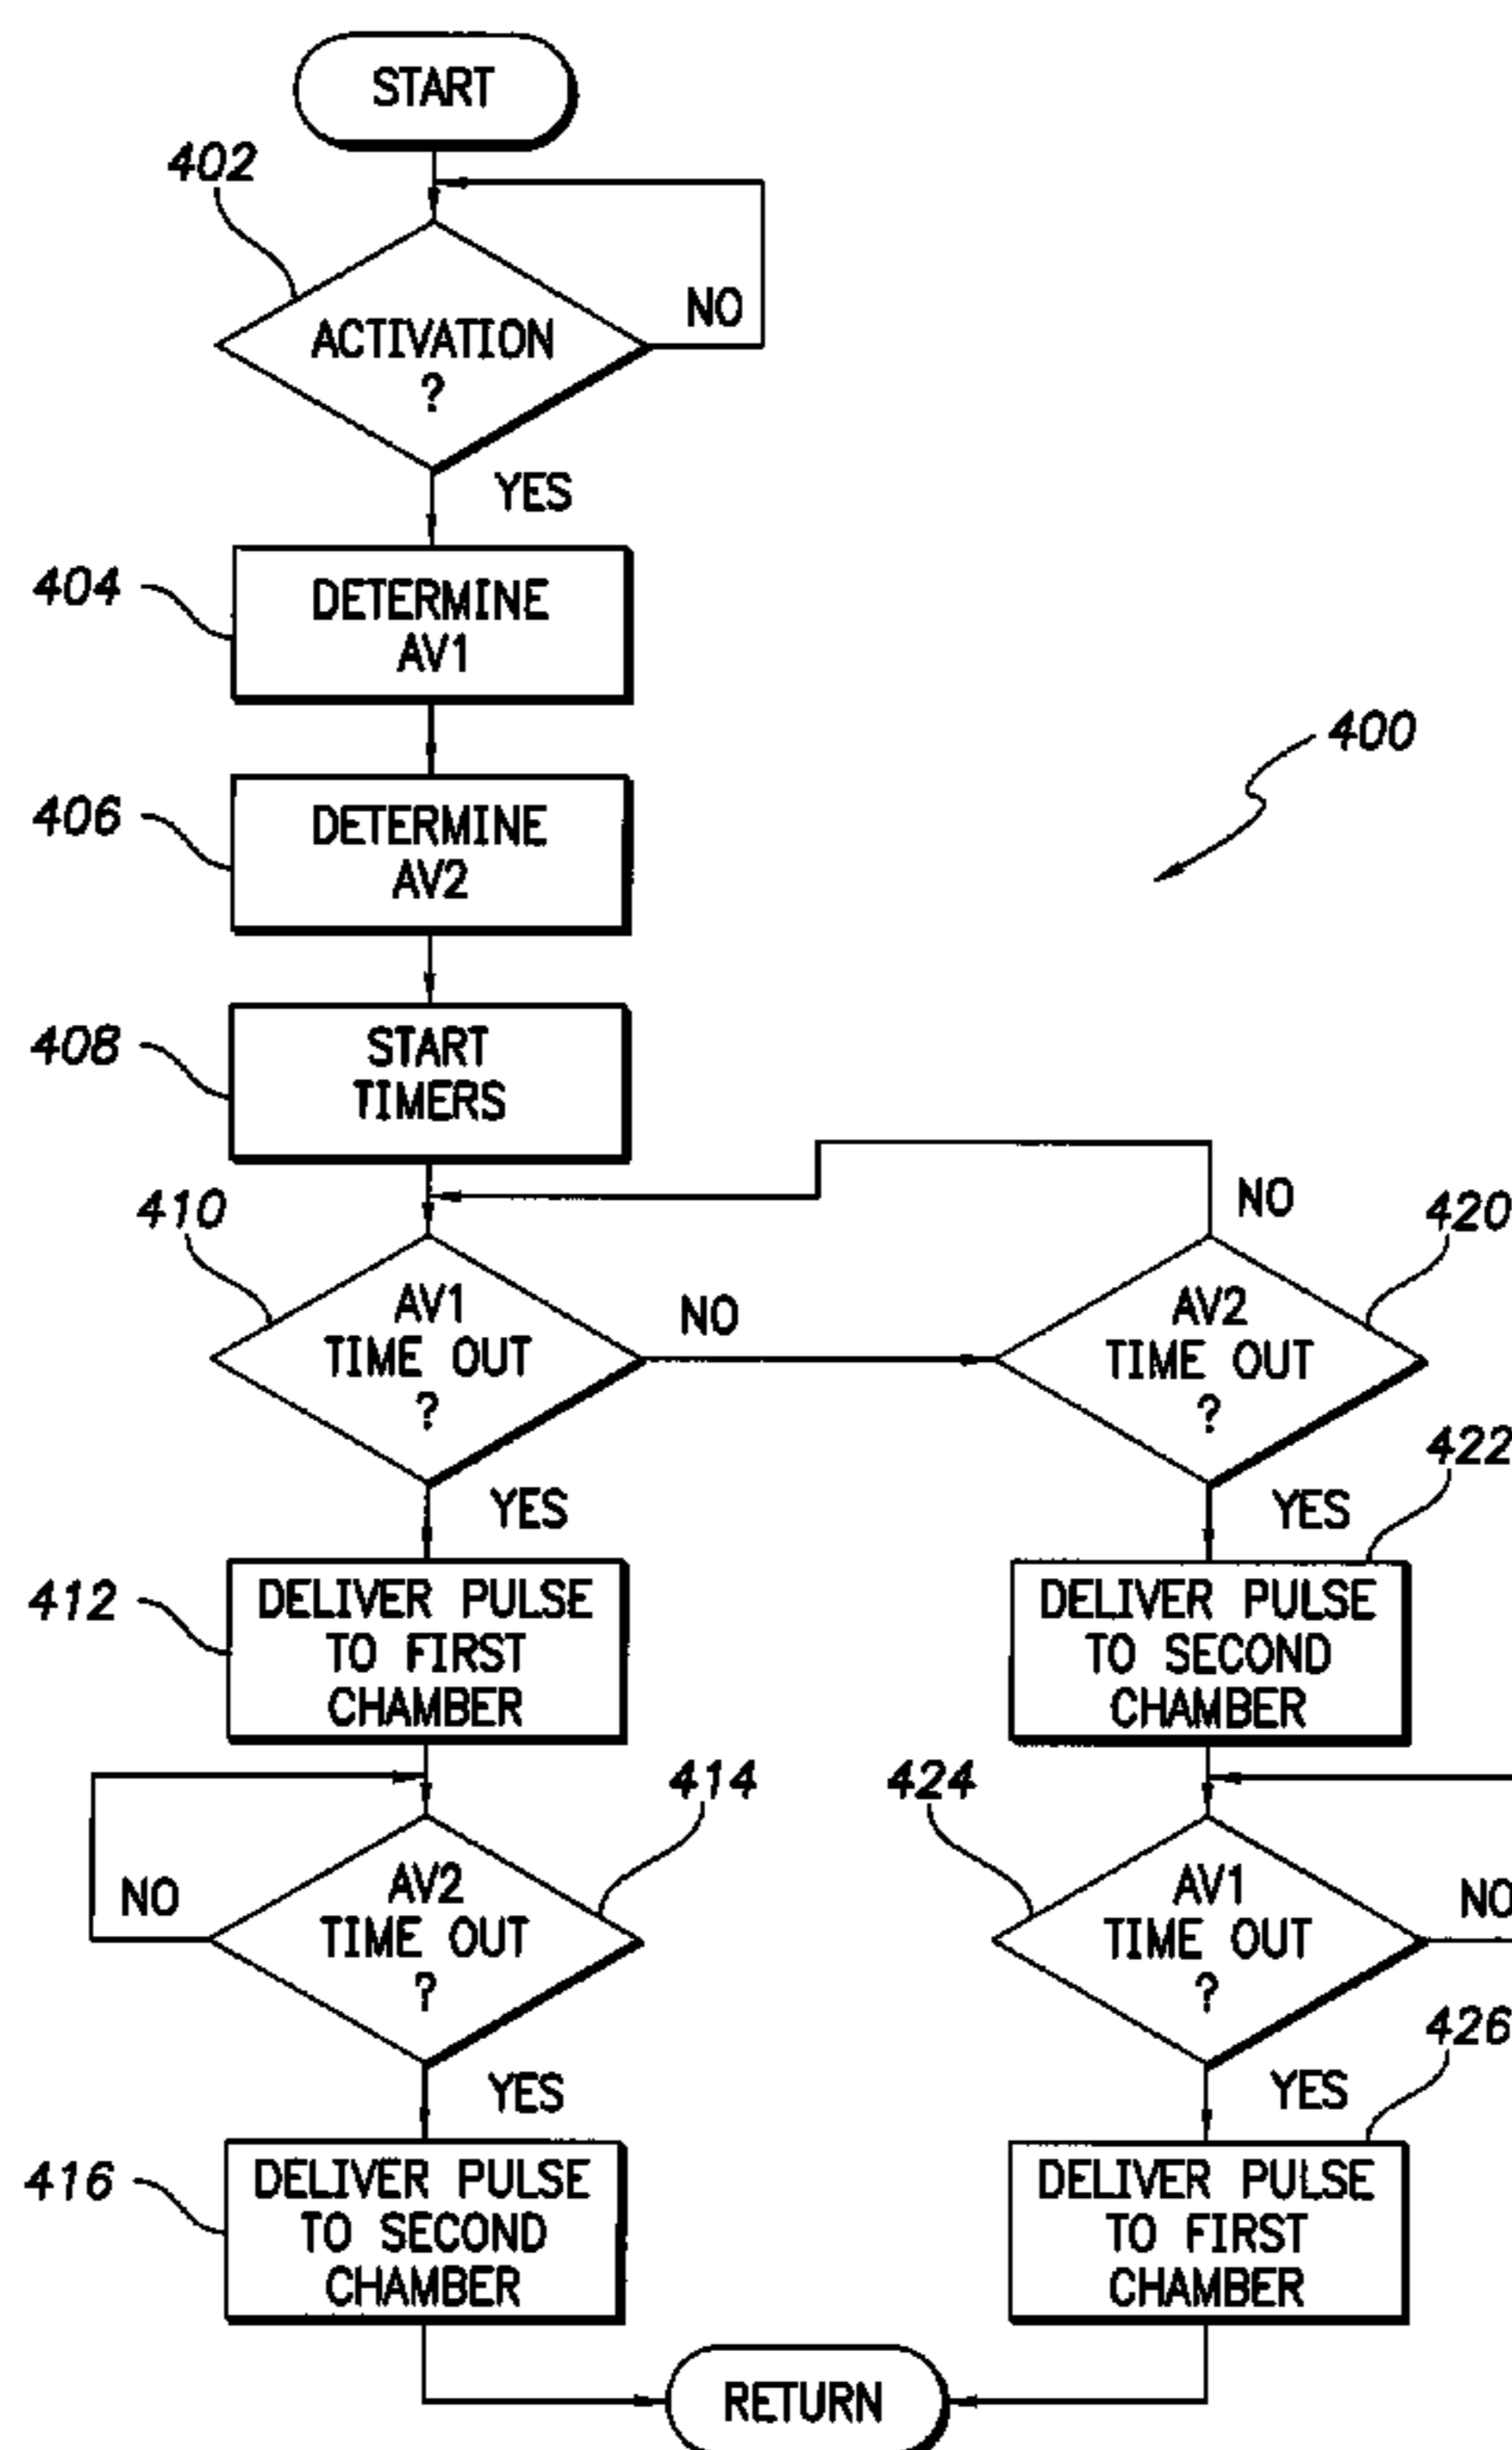 START
402
NO
ACTIVATION
?
YES
404
DETERMINE
AV1
400
406
DETERMINE
AV2
408
START
TIMERS
410
NO
420
AV1
TIME OUT
?
NO
AV2
TIME OUT
?
422
YES
YES
412
DELIVER PULSE
TO FIRST
CHAMBER
DELIVER PULSE
TO SECOND
CHAMBER
414
424
NO
AV2
TIME OUT
?
AV1
TIME OUT
?
NO
426
YES
YES
416
DELIVER PULSE
TO SECOND
CHAMBER
DELIVER PULSE
TO FIRST
CHAMBER
RETURN